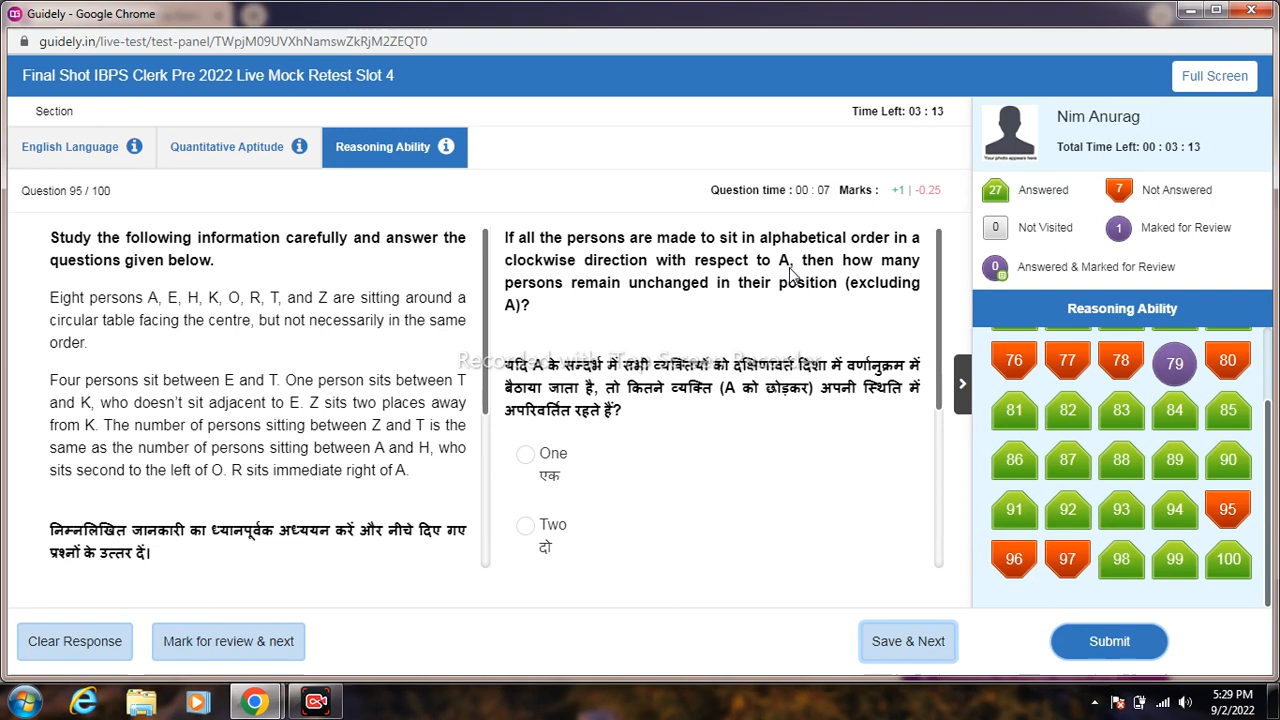 Guidely - Google Chrome
guidely.in/live-test/test-panel/TWpjM09UVXhNamswZkRjM2ZEQT0
Final Shot IBPS Clerk Pre 2022 Live Mock Retest Slot 4
Full Screen
Section
Time Left: 03 : 13
English Language
Quantitative Aptitude
Reasoning Ability
Question 95 / 100
Question time : 00 : 07 Marks : +1 | -0.25
Study the following information carefully and answer the
questions given below.
Eight persons A, E, H, K, O, R, T, and Z are sitting around a
circular table facing the centre, but not necessarily in the same
order.
Four persons sit between E and T. One person sits between T
and K, who doesn't sit adjacent to E. Z sits two places away
from K. The number of persons sitting between Z and T is the
same as the number of persons sitting between A and H, who
sits second to the left of O. R sits immediate right of A.
निम्नलिखित जानकारी का ध्यानपूर्वक अध्ययन करें और नीचे दिए गए
प्रश्नों के उत्तर दें।
If all the persons are made to sit in alphabetical order in a
clockwise direction with respect to A, then how many
persons remain unchanged in their position (excluding
A)?
Recorded with iTop Screen Recorder
यदि A के सन्दर्भ में सभी व्यक्तियों को दक्षिणावर्त दिशा में वर्णानुक्रम में
बैठाया जाता है, तो कितने व्यक्ति (A को छोड़कर) अपनी स्थिति में
अपरिवर्तित रहते हैं?
One
एक
Two
दो
Nim Anurag
Your photo appears here
Total Time Left: 00 : 03 : 13
27 Answered
7 Not Answered
0 Not Visited
1 Maked for Review
0 Answered & Marked for Review
Reasoning Ability
76 77 78 79 80
81 82 83 84 85
86 87 88 89 90
91 92 93 94 95
96 97 98 99 100
Clear Response
Mark for review & next
Save & Next
Submit
5:29 PM
9/2/2022